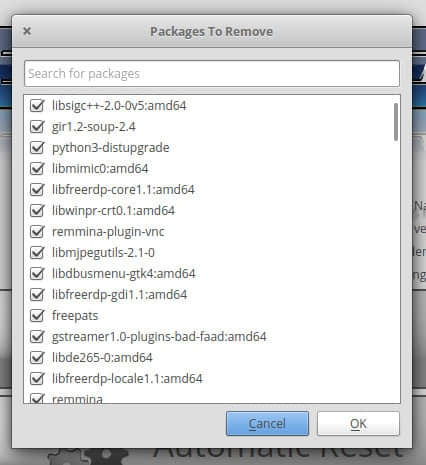 Packages To Remove
Search for packages
libsigc++-2.0-0v5:amd64
gir1.2-soup-2.4
python3-distupgrade
libmimic0:amd64
libfreerdp-core1.1:amd64
libwinpr-crt0.1:amd64
remmina-plugin-vnc
libmjpegutils-2.1-0
libdbusmenu-gtk4:amd64
libfreerdp-gdi1.1:amd64
freepats
gstreamer1.0-plugins-bad-faad:amd64
libde265-0:amd64
libfreerdp-locale1.1:amd64
remmina
Cancel
OK
Automatic Reset